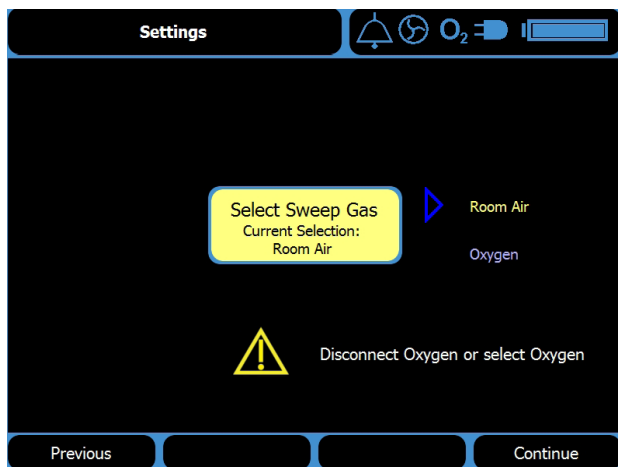 Settings
O₂
Select Sweep Gas
Current Selection:
Room Air
Room Air
Oxygen
Disconnect Oxygen or select Oxygen
Previous
Continue